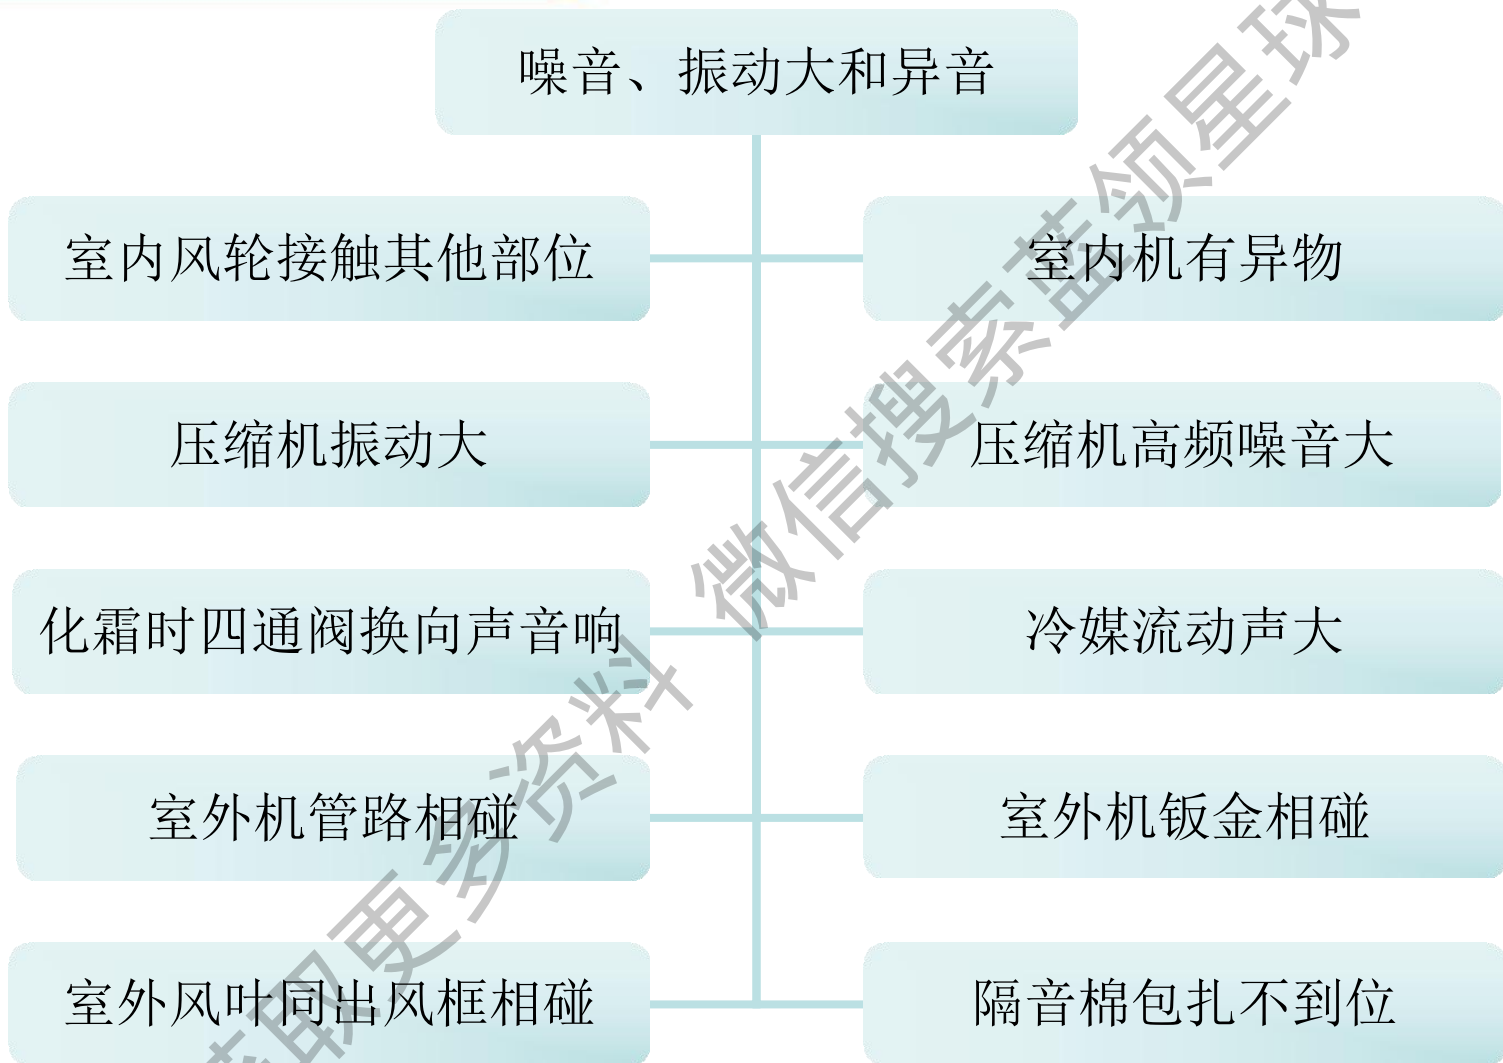 噪音、振动大和异音
室内风轮接触其他部位
室内机有异物
压缩机振动大
压缩机高频噪音大
化霜时四通阀换向声音响
冷媒流动声大
室外机管路相碰
室外机钣金相碰
室外风叶同出风框相碰
隔音棉包扎不到位
获取更多资料 微信搜索蓝领星球